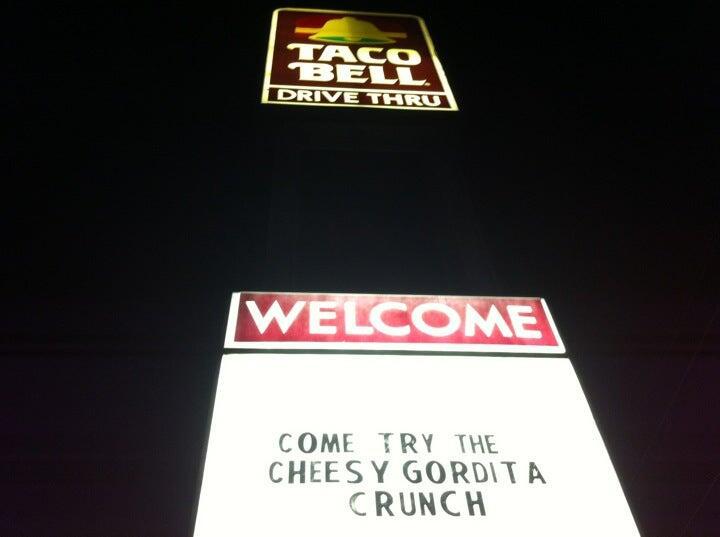 TACO
BELL
DRIVE THRU
WELCOME
COME TRY THE
CHEESY GORDITA
CRUNCH